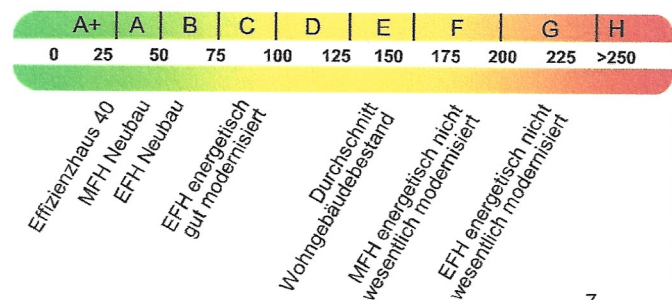 A+ A B C D E F G H
0 25 50 75 100 125 150 175 200 225 >250
Effizienzhaus 40
MFH Neubau
EFH Neubau
EFH energetisch
gut modernisiert
Durchschnitt
Wohngebäudebestand
MFH energetisch nicht
wesentlich modernisiert
EFH energetisch nicht
wesentlich modernisiert
7